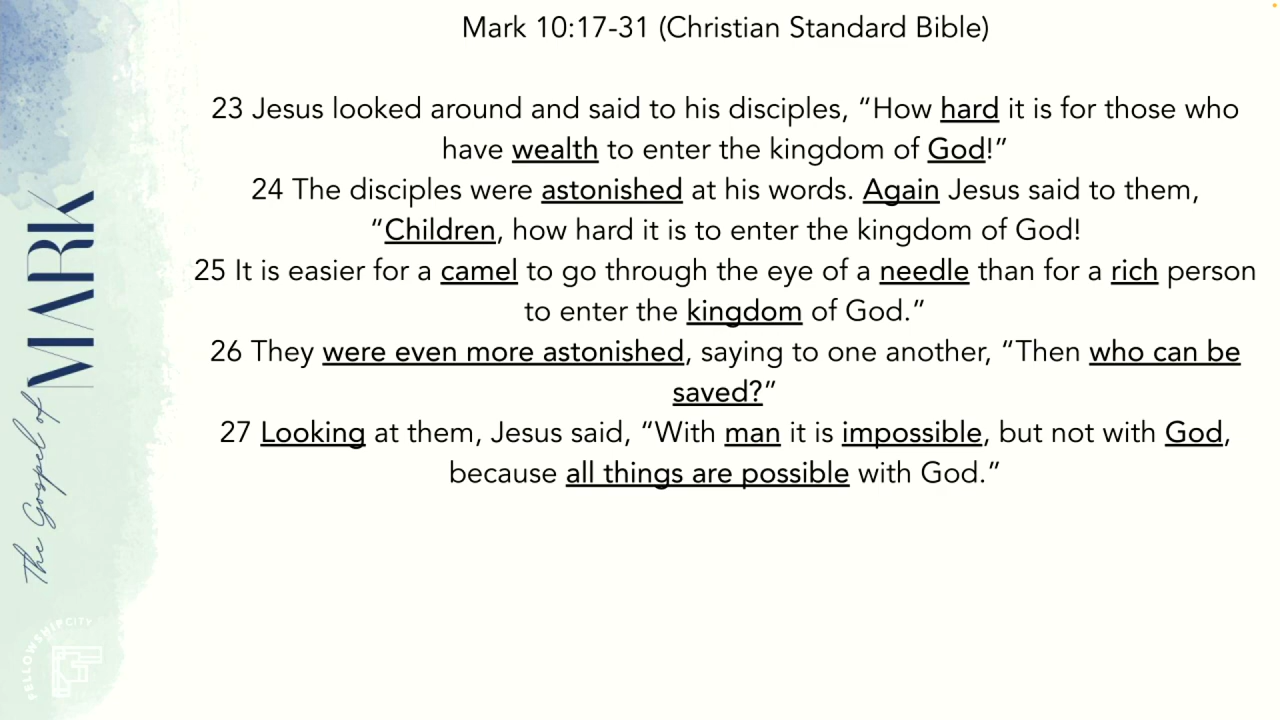 Mark 10:17-31 (Christian Standard Bible)
23 Jesus looked around and said to his disciples, “How hard it is for those who
have wealth to enter the kingdom of God!”
24 The disciples were astonished at his words. Again Jesus said to them,
“Children, how hard it is to enter the kingdom of God!
25 It is easier for a camel to go through the eye of a needle than for a rich person
to enter the kingdom of God.”
26 They were even more astonished, saying to one another, “Then who can be
saved?”
27 Looking at them, Jesus said, “With man it is impossible, but not with God,
because all things are possible with God.”
The Gospel of
MARK
FELLOWSHIPCITY